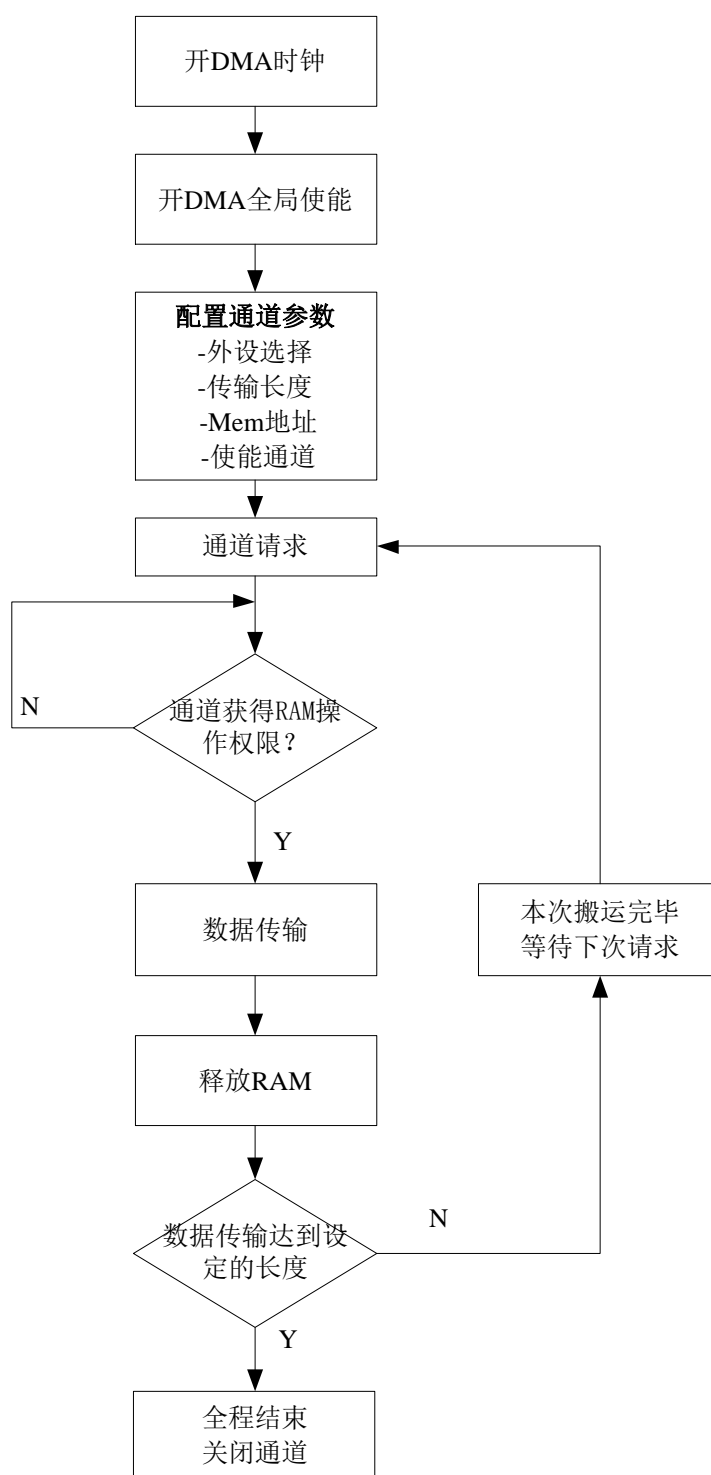 开DMA时钟
开DMA全局使能
配置通道参数
-外设选择
-传输长度
-Mem地址
-使能通道
通道请求
N
通道获得RAM操
作权限？
Y
数据传输
本次搬运完毕
等待下次请求
释放RAM
数据传输达到设
定的长度
N
Y
全程结束
关闭通道